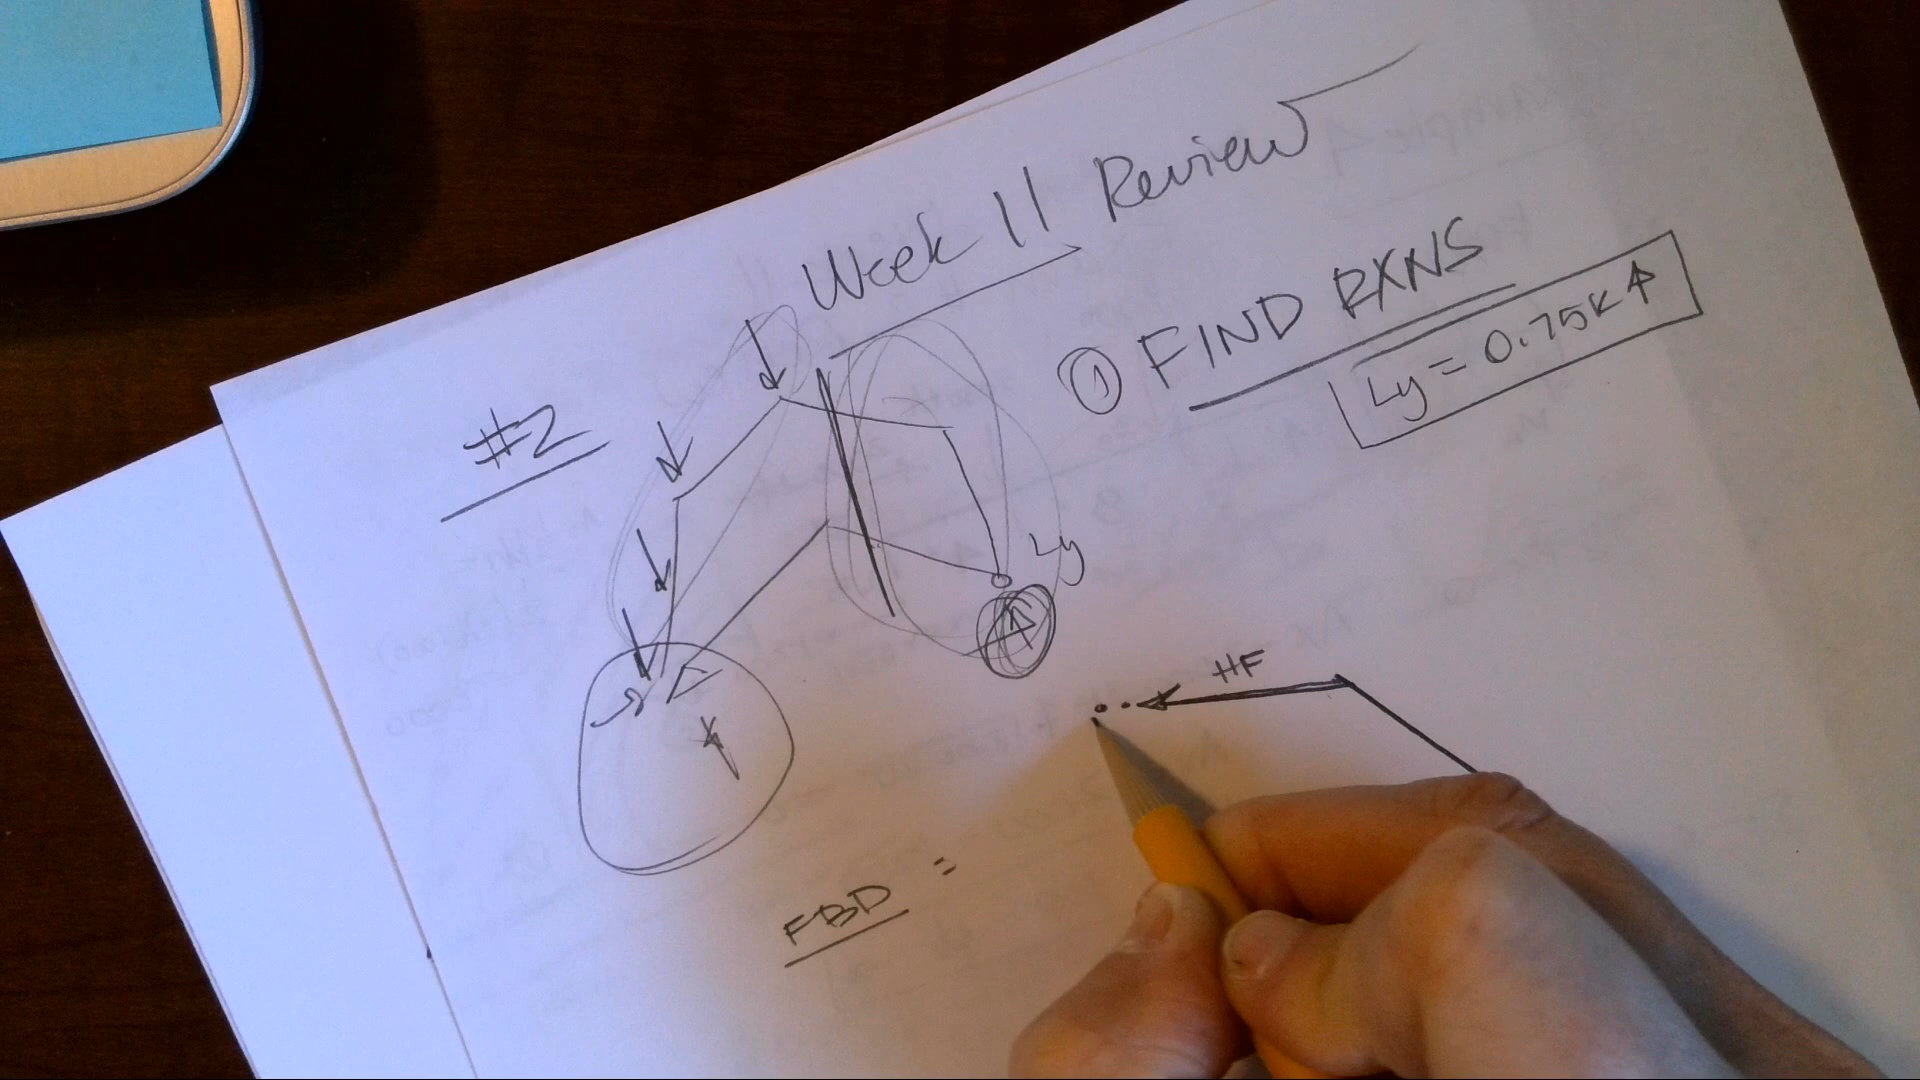 Week 11 Review
#2
① FIND RXNS
Ly = 0.75k ↑
Ly
HF
FBD =